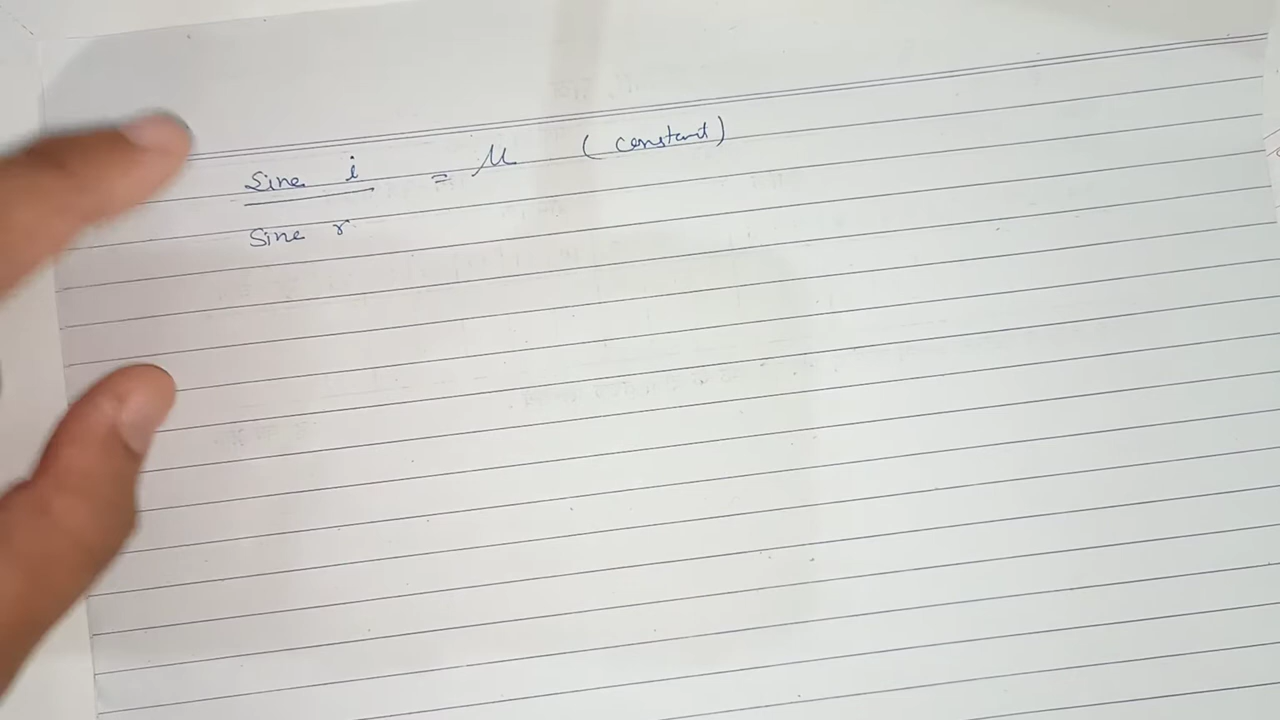 Sine i = μ (constant)
Sine r